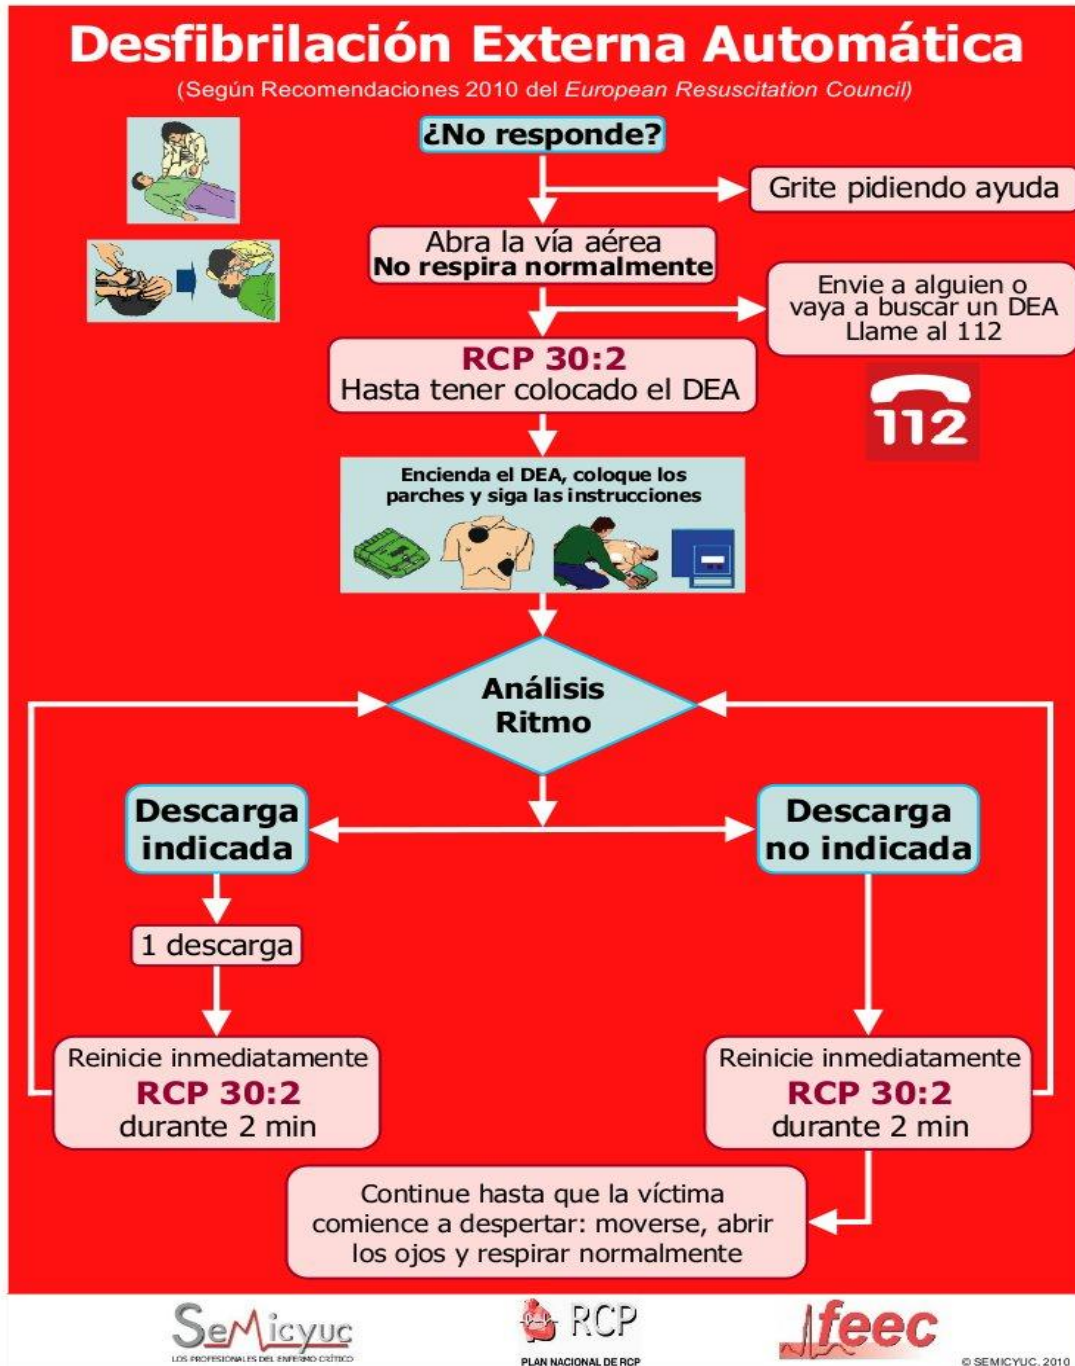 Desfibrilación Externa Automática
(Según Recomendaciones 2010 del European Resuscitation Council)
¿No responde?
Grite pidiendo ayuda
Abra la vía aérea
No respira normalmente
Envie a alguien o
vaya a buscar un DEA
Llame al 112
RCP 30:2
Hasta tener colocado el DEA
112
Encienda el DEA, coloque los
parches y siga las instrucciones
Análisis
Ritmo
Descarga
indicada
Descarga
no indicada
1 descarga
Reinicie inmediatamente
RCP 30:2
durante 2 min
Reinicie inmediatamente
RCP 30:2
durante 2 min
Continue hasta que la víctima
comience a despertar: moverse, abrir
los ojos y respirar normalmente
SeMicyuc
LOS PROFESIONALES DEL ENFERMO CRÍTICO
RCP
PLAN NACIONAL DE RCP
feec
© SEMICYUC, 2010